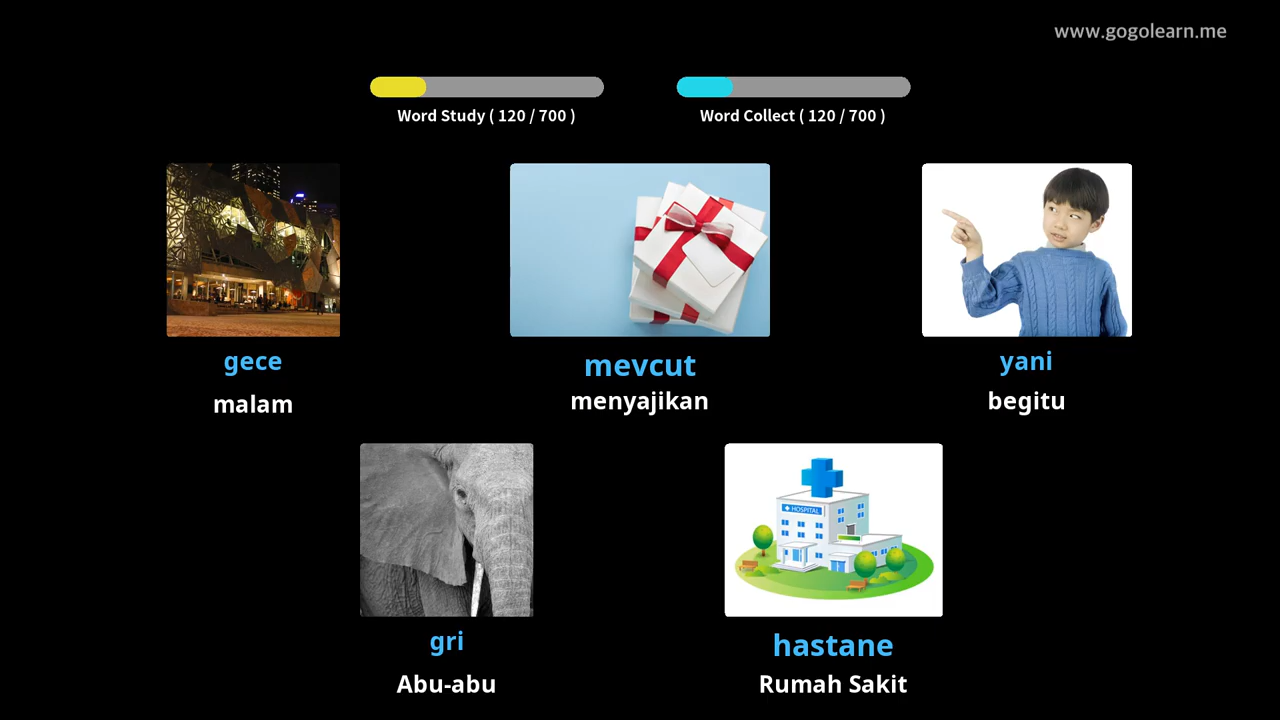 www.gogolearn.me
Word Study ( 120 / 700 )
Word Collect ( 120 / 700 )
gece
malam
mevcut
menyajikan
yani
begitu
HOSPITAL
gri
Abu-abu
hastane
Rumah Sakit